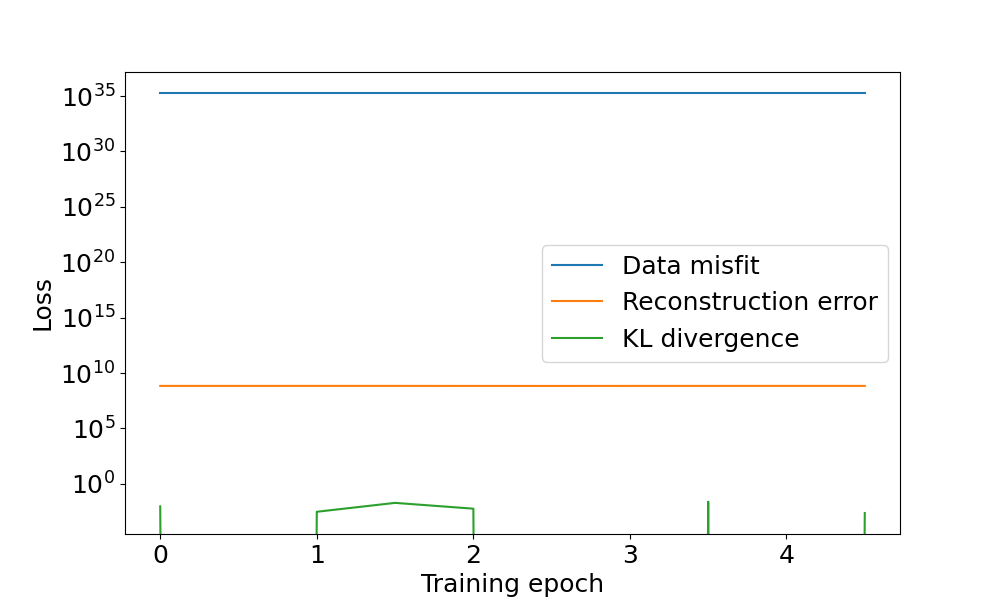 10^35
10^30
10^25
10^20
10^15
10^10
10^5
10^0
Loss
Data misfit
Reconstruction error
KL divergence
0 1 2 3 4
Training epoch